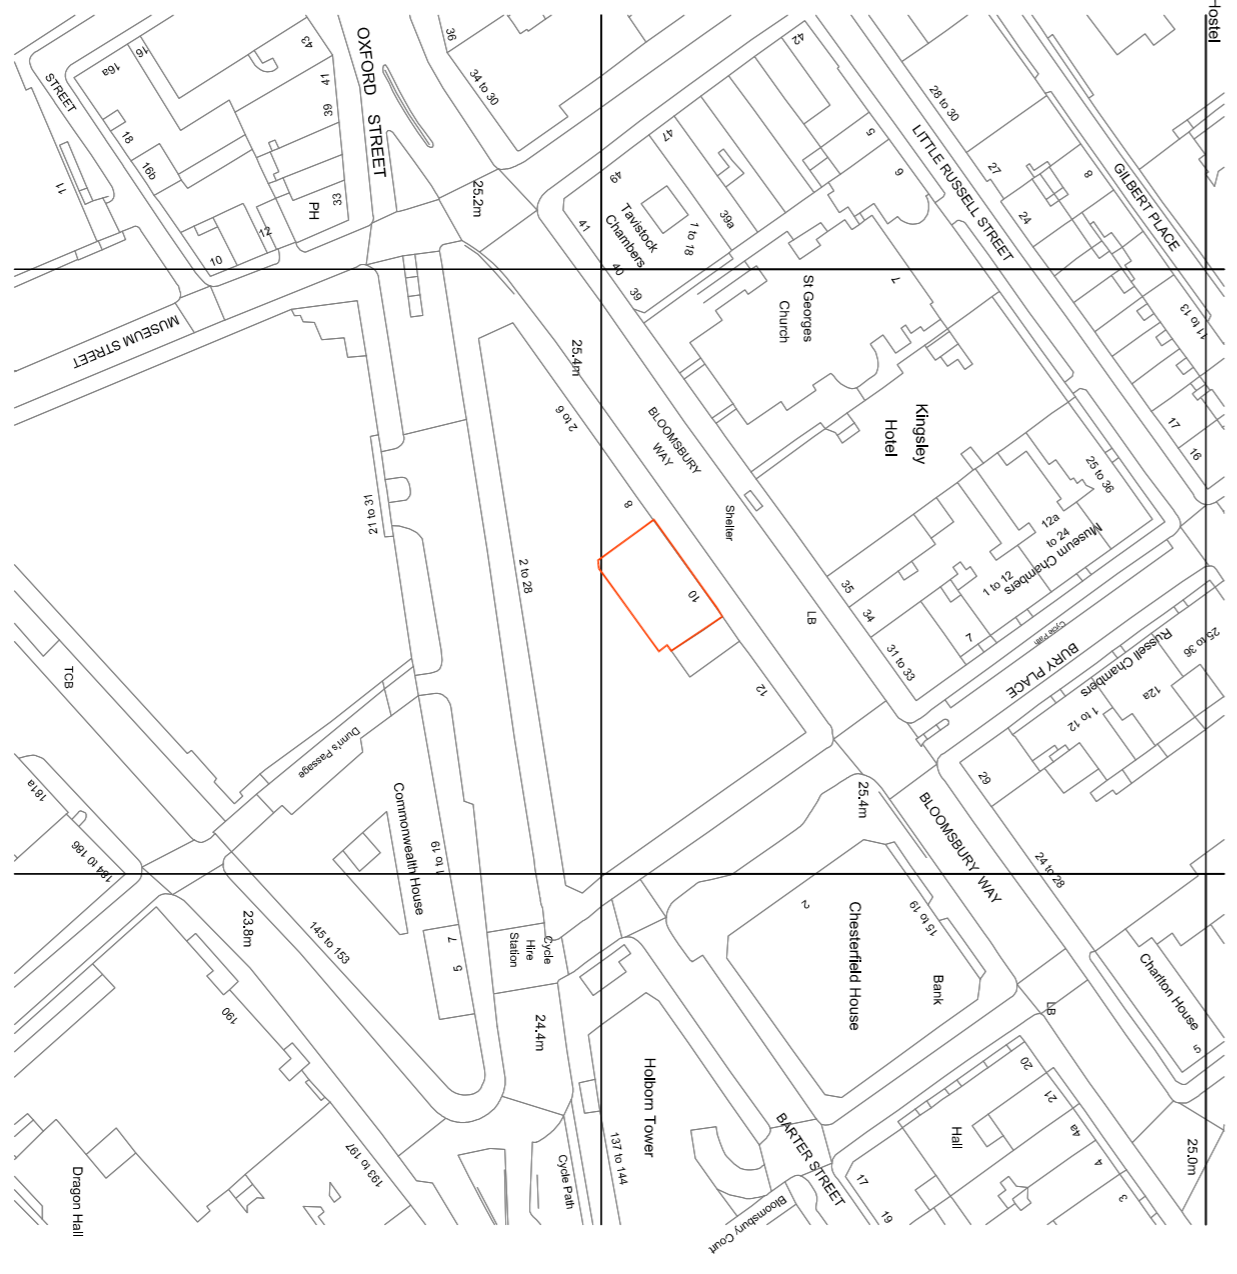 Hostel
OXFORD STREET
36
34 to 30
43
41
39
33
PH
16
16a
STREET
18
16b
11
12
10
25.2m
42
47
49
5
6
41
Tavistock
Chambers
1 to 18
39a
40
39
28 to 30
LITTLE RUSSELL STREET
27
24
8
GILBERT PLACE
11 to 13
17
16
MUSEUM STREET
25.4m
2 to 6
St Georges
Church
7
BLOOMSBURY
WAY
Kingsley
Hotel
25 to 36
12a
to 24
Museum Chambers
1 to 12
21 to 31
2 to 28
8
10
12
Shelter
LB
35
34
31 to 33
7
Cycle Path
BURY PLACE
Russell Chambers
25 to 36
12a
1 to 12
29
TCB
Dunn's Passage
181a
184 to 186
Commonwealth House
1 to 19
25.4m
BLOOMSBURY WAY
24 to 28
23.8m
145 to 153
7
5
Cycle
Hire
Station
2
Chesterfield House
15 to 19
Bank
Charlton House
5
LB
190
24.4m
Holborn Tower
20
21
4a
4
3
Hall
25.0m
193 to 197
Cycle Path
137 to 144
BARTER STREET
17
19
Bloomsbury Court
Dragon Hall